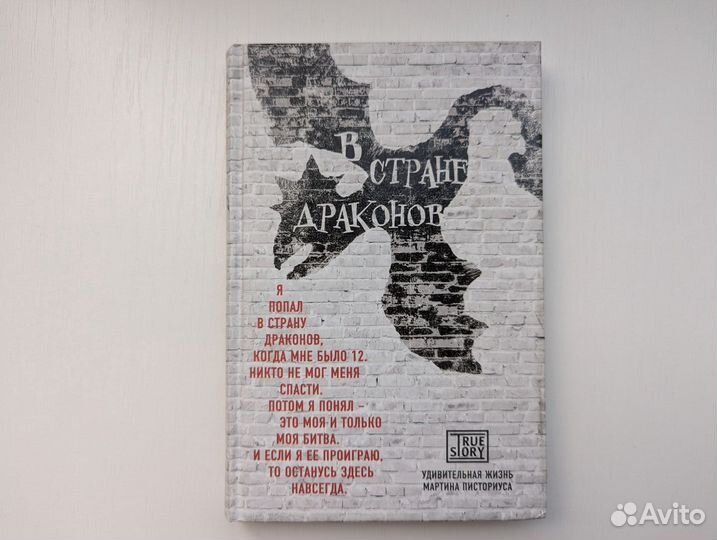 В
СТРАНЕ
ДРАКОНОВ
Я
ПОПАЛ
В СТРАНУ
ДРАКОНОВ,
КОГДА МНЕ БЫЛО 12.
НИКТО НЕ МОГ МЕНЯ
СПАСТИ.
ПОТОМ Я ПОНЯЛ –
ЭТО МОЯ И ТОЛЬКО
МОЯ БИТВА.
И ЕСЛИ Я ЕЕ ПРОИГРАЮ,
ТО ОСТАНУСЬ ЗДЕСЬ
НАВСЕГДА.
TRUE
STORY
УДИВИТЕЛЬНАЯ ЖИЗНЬ
МАРТИНА ПИСТОРИУСА
Avito